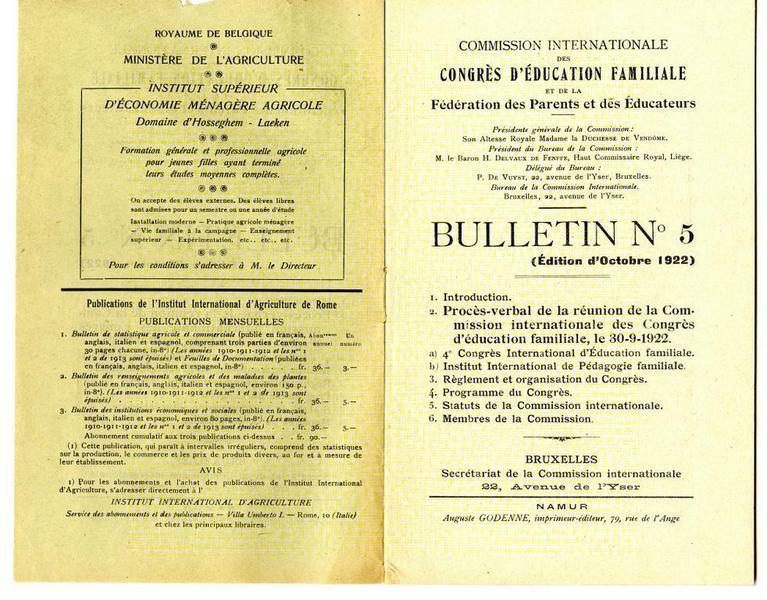 ROYAUME DE BELGIQUE
MINISTÈRE DE L'AGRICULTURE
INSTITUT SUPÉRIEUR
D'ÉCONOMIE MÉNAGÈRE AGRICOLE
Domaine d'Hosseghem - Laeken
Formation générale et professionnelle agricole
pour jeunes filles ayant terminé
leurs études moyennes complètes.
On accepte des élèves externes. Des élèves libres
sont admises pour un semestre ou une année d'étude
Installation moderne — Pratique agricole ménagère
— Vie familiale à la campagne — Enseignement
supérieur — Expérimentation, etc., etc., etc.
Pour les conditions s'adresser à M. le Directeur
Publications de l'Institut International d'Agriculture de Rome
PUBLICATIONS MENSUELLES
1. Bulletin de statistique agricole et commerciale (publié en français, Abonnement Un
anglais, italien et espagnol, comprenant trois parties d'environ annuel numéro
30 pages chacune, in-8°) (Les années 1910-1911-1912 et les nos 1
et 2 de 1913 sont épuisés) et Feuilles de Documentation (publiées
en français, anglais, italien et espagnol, in-8°) . . . . fr. 36.— 3.—
2. Bulletin des renseignements agricoles et des maladies des plantes
(publié en français, anglais, italien et espagnol, environ 150 p.,
in-8°). (Les années 1910-1911-1912 et les nos 1 et 2 de 1913 sont
épuisés) . . . . fr. 36.— 5.—
3. Bulletin des institutions économiques et sociales (publié en français,
anglais, italien et espagnol, environ 80 pages, in-8°). (Les années
1910-1911-1912 et les nos 1 et 2 de 1913 sont épuisés) . . . . fr. 36.— 5.—
Abonnement cumulatif aux trois publications ci-dessus . . fr. 90.—
(1) Cette publication, qui paraît à intervalles irréguliers, comprend des statistiques
sur la production, le commerce et les prix de produits divers, au fur et à mesure de
leur établissement.
AVIS
1) Pour les abonnements et l'achat des publications de l'Institut International
d'Agriculture, s'adresser directement à l'
INSTITUT INTERNATIONAL D'AGRICULTURE
Service des abonnements et des publications — Villa Umberto I. — Rome, 10 (Italie)
et chez les principaux libraires.
COMMISSION INTERNATIONALE
DES
CONGRÈS D'ÉDUCATION FAMILIALE
ET DE LA
Fédération des Parents et des Éducateurs
Présidente générale de la Commission :
Son Altesse Royale Madame la DUCHESSE DE VENDÔME.
Président du Bureau de la Commission :
M. le Baron H. DELVAUX DE FENFFE, Haut Commissaire Royal, Liége.
Délégué du Bureau :
P. DE VUYST, 22, avenue de l'Yser, Bruxelles.
Bureau de la Commission Internationale.
Bruxelles, 22, avenue de l'Yser.
BULLETIN No 5
(Édition d'Octobre 1922)
1. Introduction.
2. Procès-verbal de la réunion de la Com-
mission internationale des Congrès
d'éducation familiale, le 30-9-1922.
a) 4e Congrès International d'Éducation familiale.
b) Institut International de Pédagogie familiale.
3. Règlement et organisation du Congrès.
4. Programme du Congrès.
5. Statuts de la Commission internationale.
6. Membres de la Commission.
BRUXELLES
Secrétariat de la Commission internationale
22, Avenue de l'Yser
NAMUR
Auguste GODENNE, imprimeur-éditeur, 79, rue de l'Ange